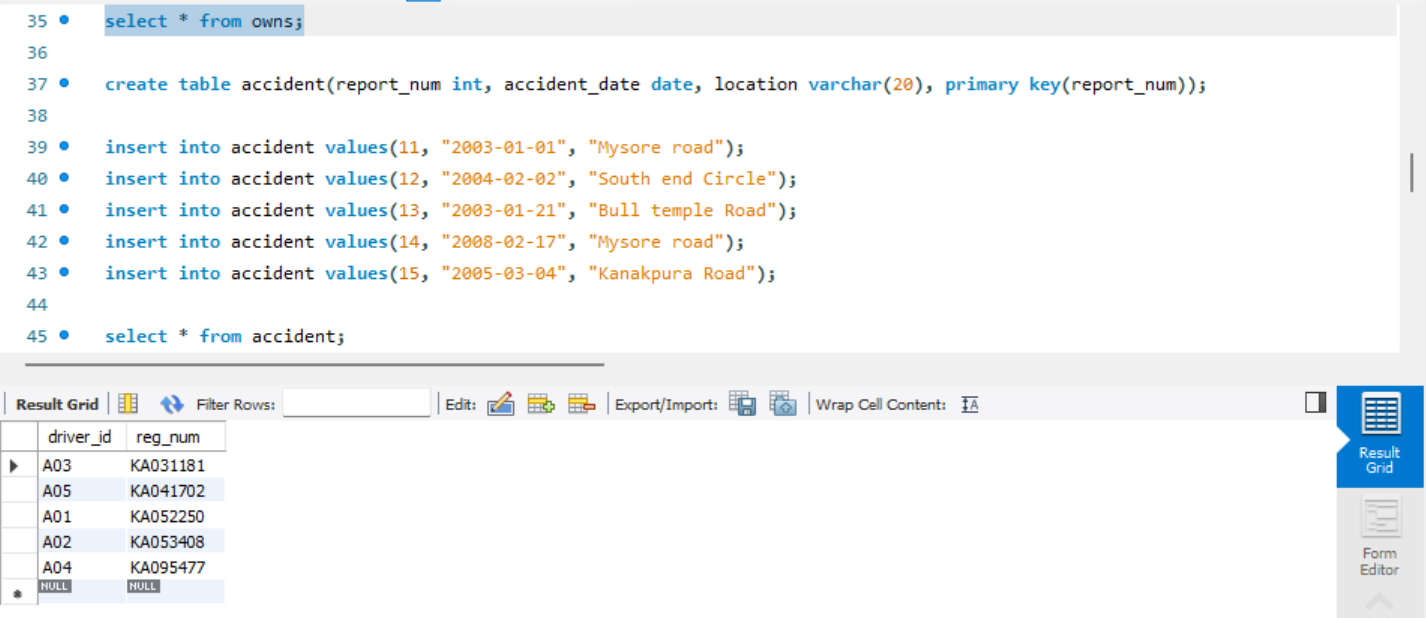 35 select * from owns;
36
37 create table accident(report_num int, accident_date date, location varchar(20), primary key(report_num));
38
39 insert into accident values(11, "2003-01-01", "Mysore road");
40 insert into accident values(12, "2004-02-02", "South end Circle");
41 insert into accident values(13, "2003-01-21", "Bull temple Road");
42 insert into accident values(14, "2008-02-17", "Mysore road");
43 insert into accident values(15, "2005-03-04", "Kanakpura Road");
44
45 select * from accident;
Result Grid Filter Rows: Edit: Export/Import: Wrap Cell Content: IA
driver_id reg_num
A03 KA031181
A05 KA041702
A01 KA052250
A02 KA053408
A04 KA095477
NULL NULL
Result
Grid
Form
Editor